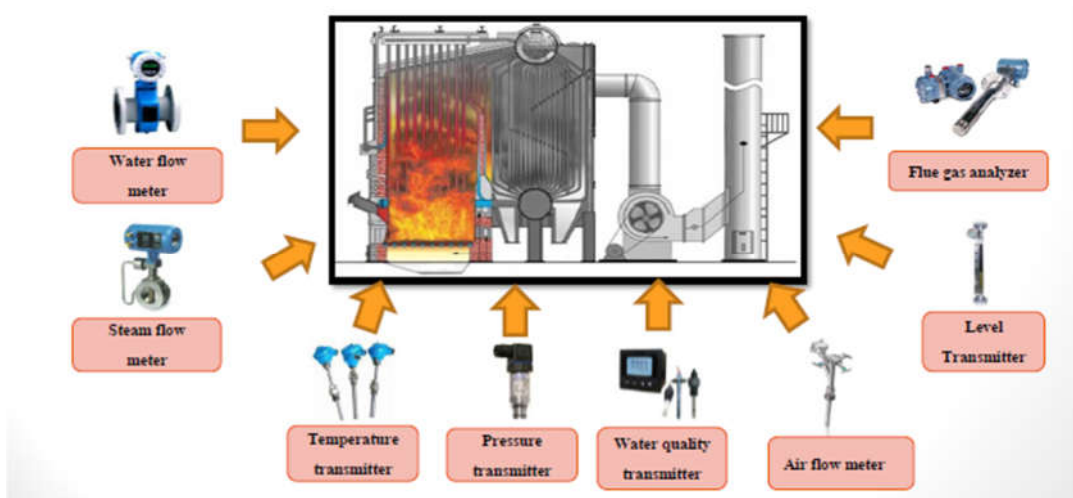 Water flow
meter
Flue gas analyzer
Steam flow
meter
Level
Transmitter
Temperature
transmitter
Pressure
transmitter
Water quality
transmitter
Air flow meter